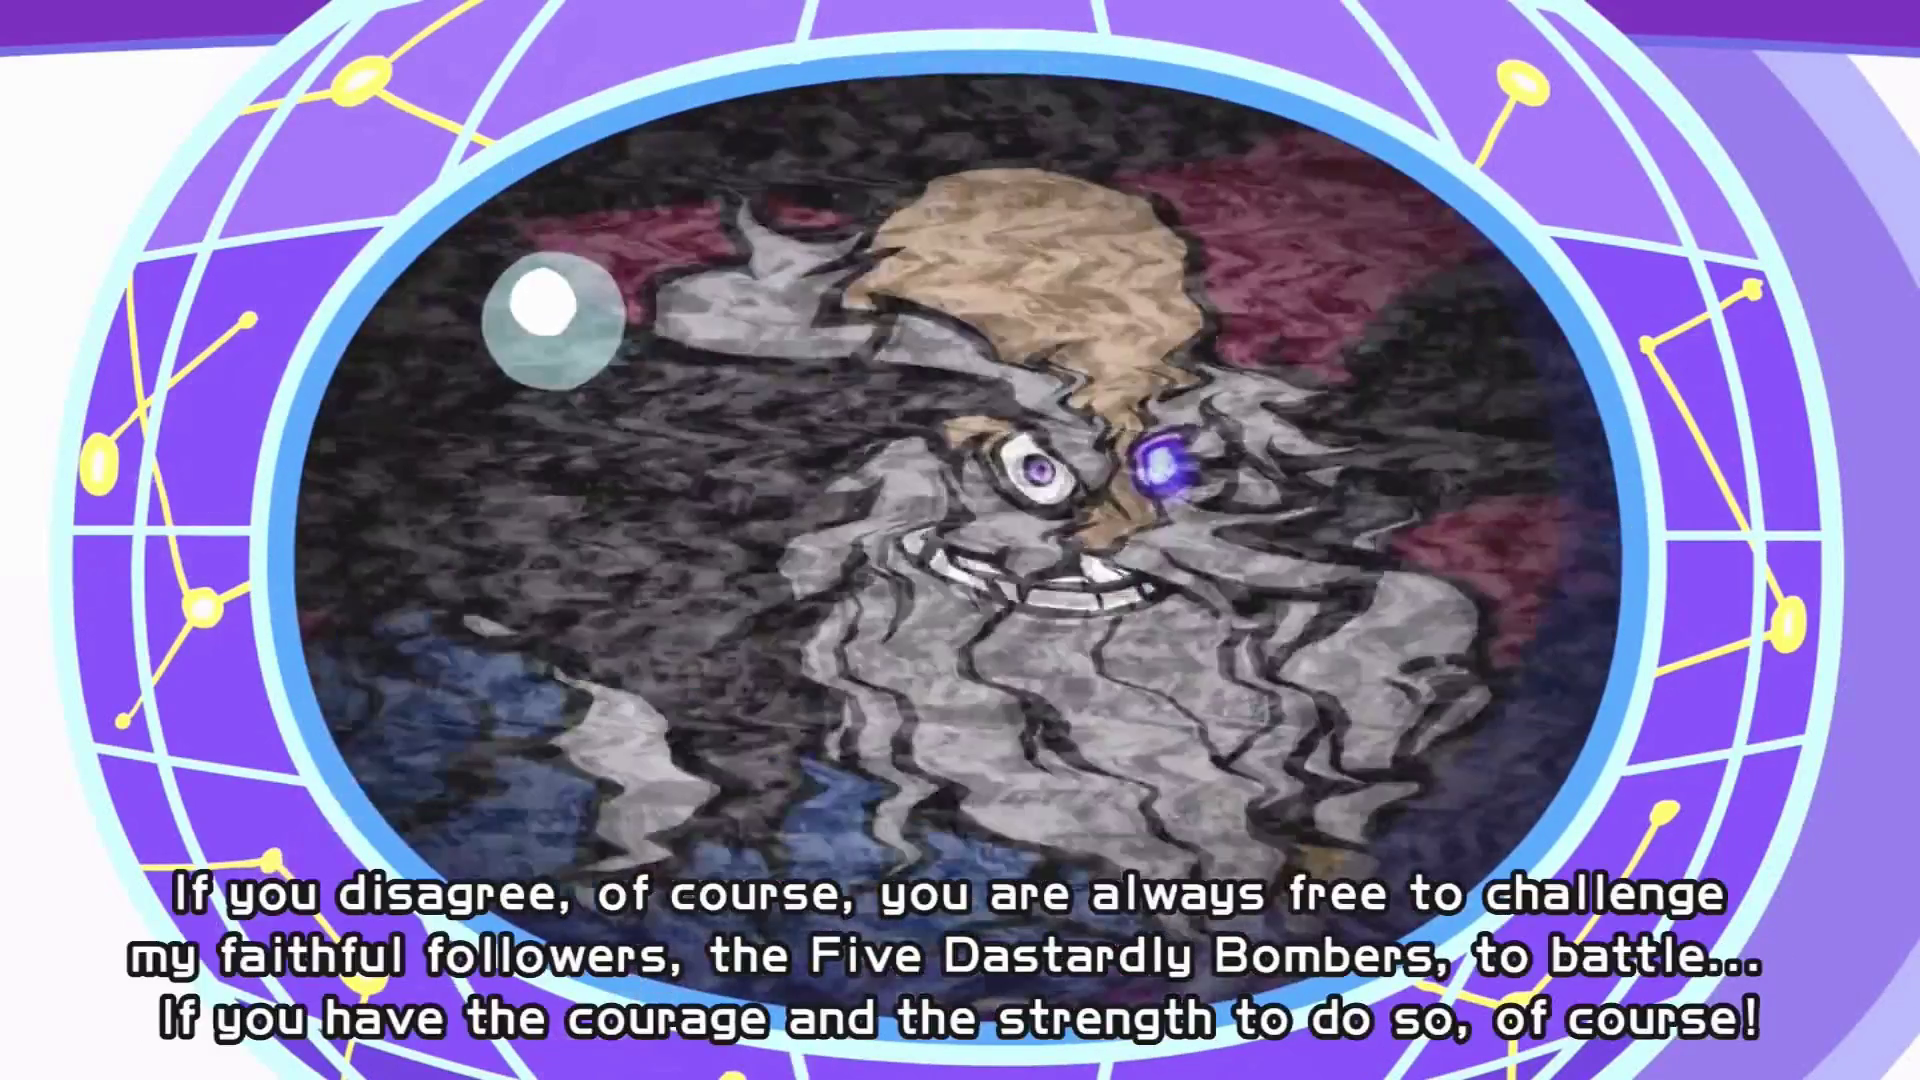 If you disagree, of course, you are always free to challenge
my faithful followers, the Five Dastardly Bombers, to battle...
If you have the courage and the strength to do so, of course!